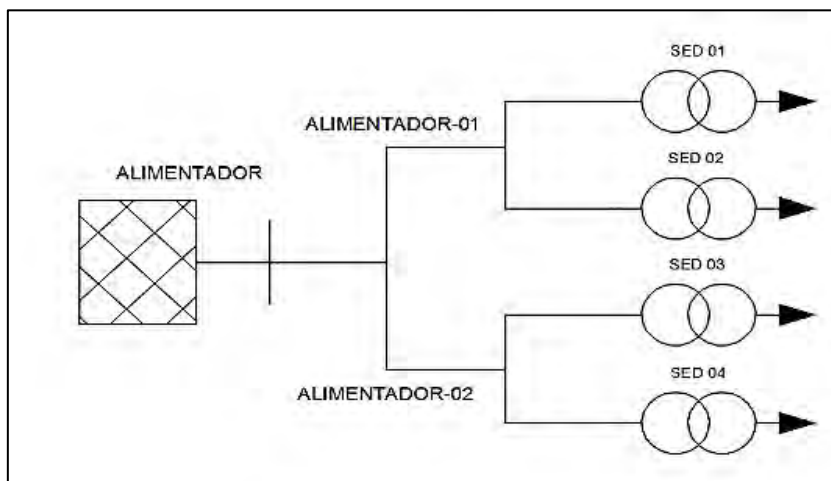 SED 01
ALIMENTADOR-01
ALIMENTADOR
SED 02
SED 03
ALIMENTADOR-02
SED 04